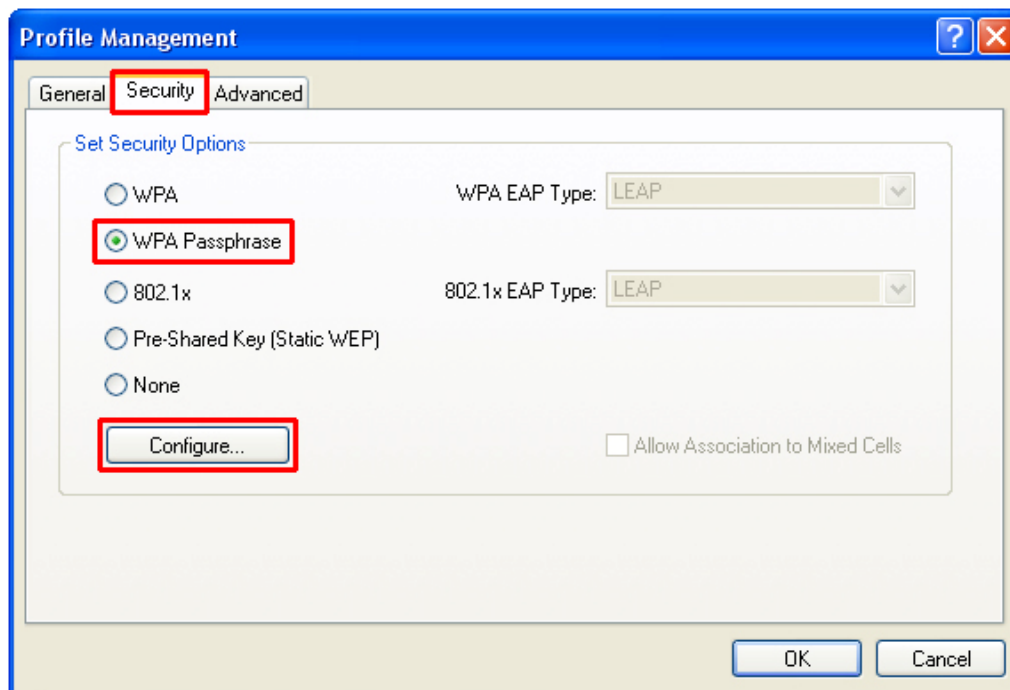 Profile Management
General Security Advanced
Set Security Options
WPA WPA EAP Type: LEAP
WPA Passphrase
802.1x 802.1x EAP Type: LEAP
Pre-Shared Key (Static WEP)
None
Configure... Allow Association to Mixed Cells
OK Cancel